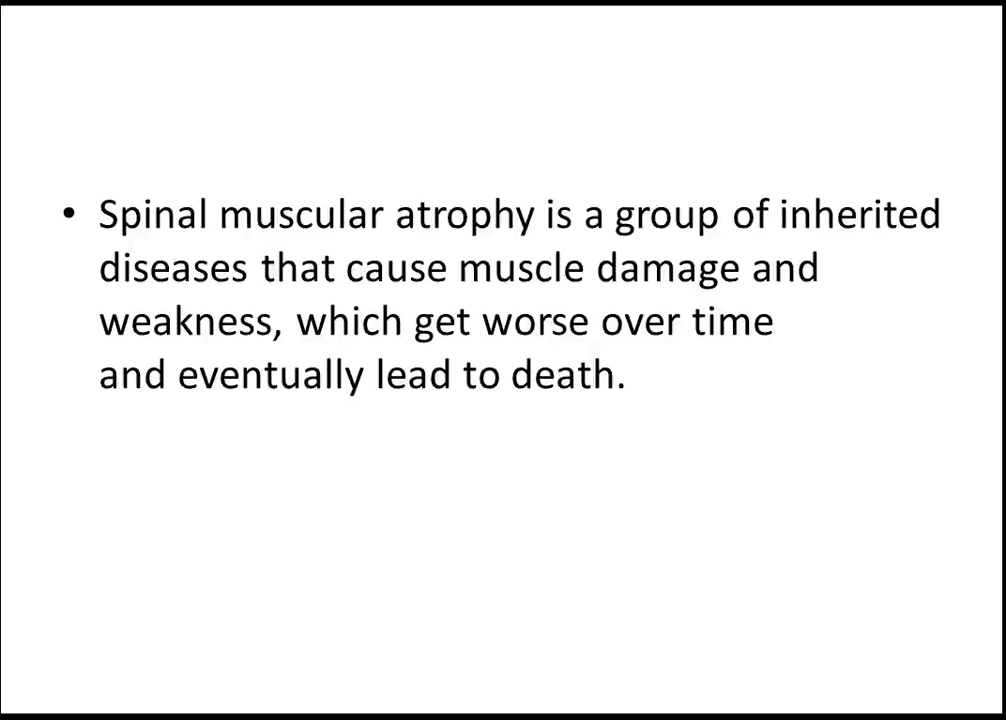 • Spinal muscular atrophy is a group of inherited
diseases that cause muscle damage and
weakness, which get worse over time
and eventually lead to death.